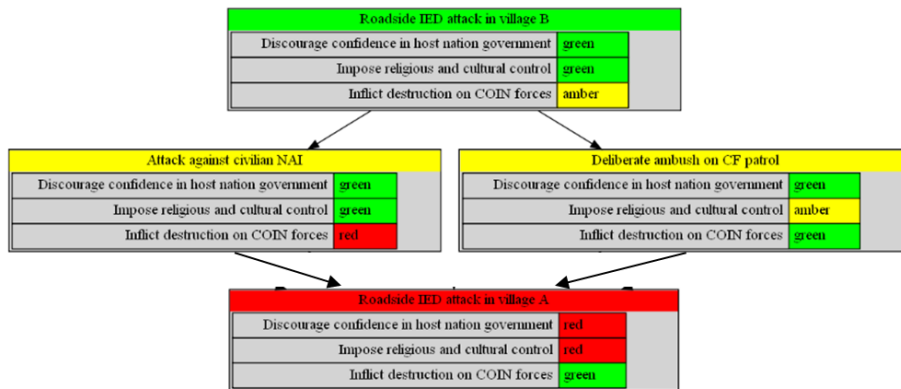 Roadside IED attack in village B
Discourage confidence in host nation government green
Impose religious and cultural control green
Inflict destruction on COIN forces amber
Attack against civilian NAI
Discourage confidence in host nation government green
Impose religious and cultural control green
Inflict destruction on COIN forces red
Deliberate ambush on CF patrol
Discourage confidence in host nation government green
Impose religious and cultural control amber
Inflict destruction on COIN forces green
Roadside IED attack in village A
Discourage confidence in host nation government red
Impose religious and cultural control red
Inflict destruction on COIN forces green